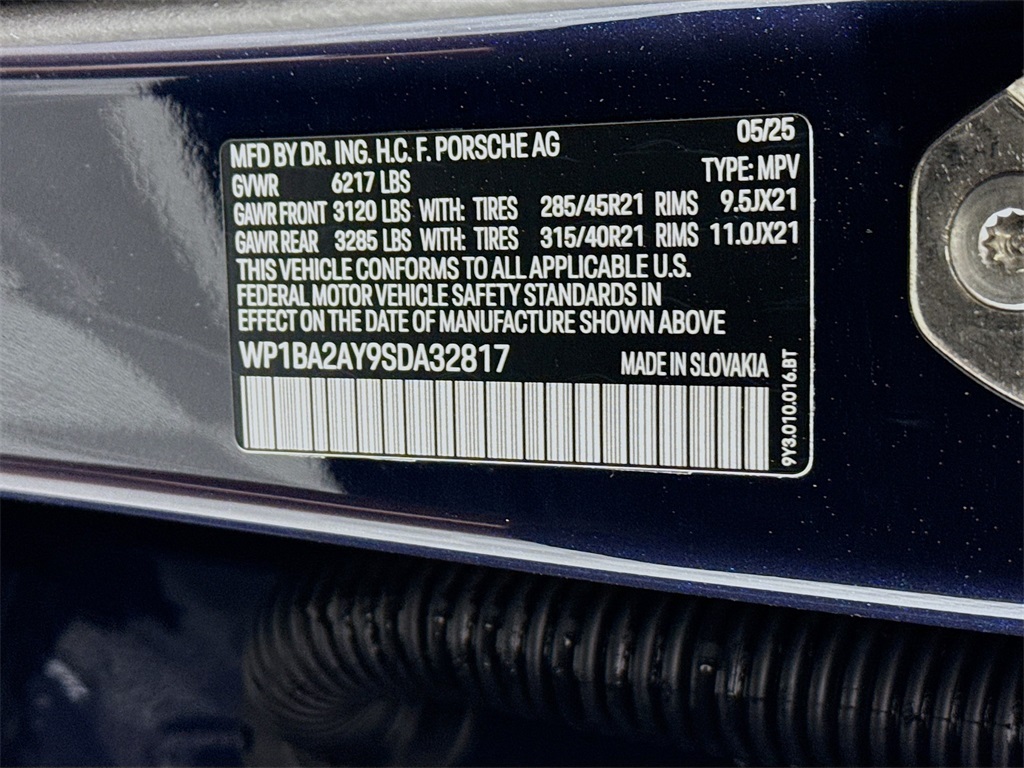 05/25
MFD BY DR. ING. H.C. F. PORSCHE AG
TYPE: MPV
GVWR 6217 LBS
GAWR FRONT 3120 LBS WITH: TIRES 285/45R21 RIMS 9.5JX21
GAWR REAR 3285 LBS WITH: TIRES 315/40R21 RIMS 11.0JX21
THIS VEHICLE CONFORMS TO ALL APPLICABLE U.S.
FEDERAL MOTOR VEHICLE SAFETY STANDARDS IN
EFFECT ON THE DATE OF MANUFACTURE SHOWN ABOVE
WP1BA2AY9SDA32817 MADE IN SLOVAKIA
9Y3.010.016.BT